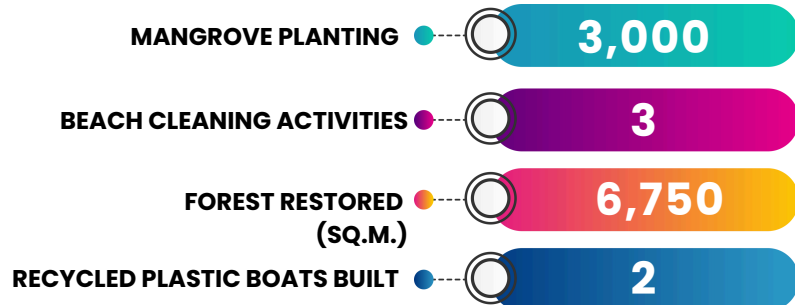 MANGROVE PLANTING 3,000
BEACH CLEANING ACTIVITIES 3
FOREST RESTORED 6,750
(SQ.M.)
RECYCLED PLASTIC BOATS BUILT 2